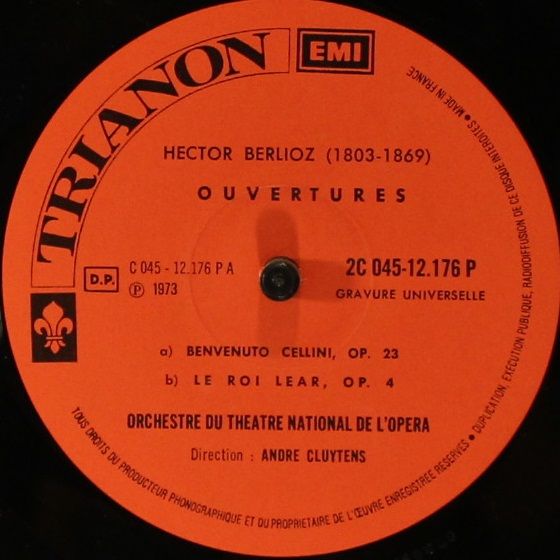 TRIANON
EMI
HECTOR BERLIOZ (1803-1869)
OUVERTURES
D.P.
C 045 - 12.176 P A
℗ 1973
2C 045-12.176 P
GRAVURE UNIVERSELLE
a) BENVENUTO CELLINI, OP. 23
b) LE ROI LEAR, OP. 4
ORCHESTRE DU THEATRE NATIONAL DE L'OPERA
Direction : ANDRE CLUYTENS
TOUS DROITS DU PRODUCTEUR PHONOGRAPHIQUE ET DU PROPRIETAIRE DE L'ŒUVRE ENREGISTREE RESERVES • DUPLICATION, EXECUTION PUBLIQUE, RADIODIFFUSION DE CE DISQUE INTERDITES • MADE IN FRANCE